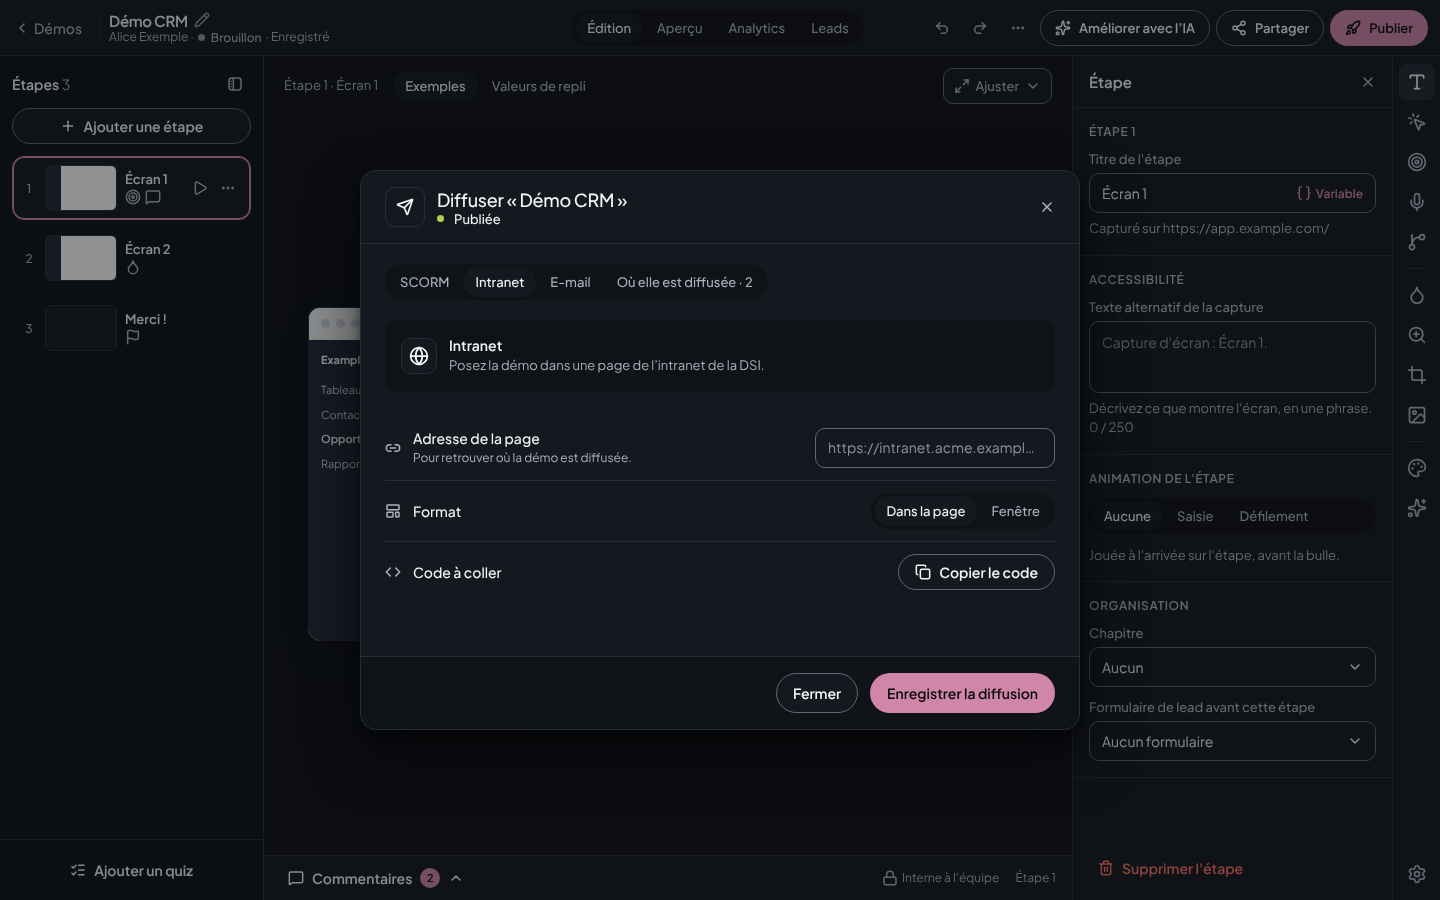 Démos
Démo CRM
Alice Exemple · Brouillon · Enregistré
Édition
Aperçu
Analytics
Leads
Améliorer avec l'IA
Partager
Publier
Étapes 3
Ajouter une étape
1
Écran 1
2
Écran 2
3
Merci !
Ajouter un quiz
Étape 1 · Écran 1
Exemples
Valeurs de repli
Ajuster
Tableau
Rappor
Diffuser « Démo CRM »
Publiée
SCORM
Intranet
E-mail
Où elle est diffusée · 2
Intranet
Posez la démo dans une page de l'intranet de la DSI.
Adresse de la page
Pour retrouver où la démo est diffusée.
https://intranet.acme.exampl…
Format
Dans la page
Fenêtre
Code à coller
Copier le code
Fermer
Enregistrer la diffusion
Commentaires 2
Interne à l'équipe
Étape 1
Étape
ÉTAPE 1
Titre de l'étape
Écran 1
{ } Variable
Capturé sur https://app.example.com/
ACCESSIBILITÉ
Texte alternatif de la capture
Capture d'écran : Écran 1.
Décrivez ce que montre l'écran, en une phrase.
0 / 250
ANIMATION DE L'ÉTAPE
Aucune
Saisie
Défilement
Jouée à l'arrivée sur l'étape, avant la bulle.
ORGANISATION
Chapitre
Aucun
Formulaire de lead avant cette étape
Aucun formulaire
Supprimer l'étape